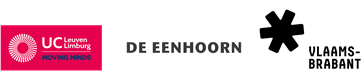 UC Leuven
Limburg
MOVING MINDS
DE EENHOORN
VLAAMS-
BRABANT